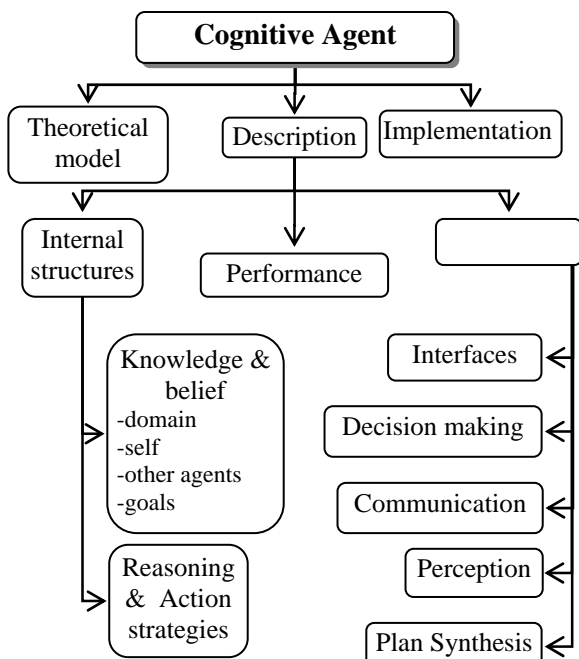 Cognitive Agent
Theoretical
model
Description
Implementation
Internal
structures
Performance
Knowledge &
belief
-domain
-self
-other agents
-goals
Reasoning
& Action
strategies
Interfaces
Decision making
Communication
Perception
Plan Synthesis